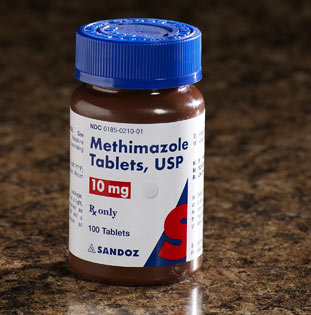 NDC 0185-0210-01
Methimazole
Tablets, USP
10 mg
Rx only
100 Tablets
SANDOZ
S